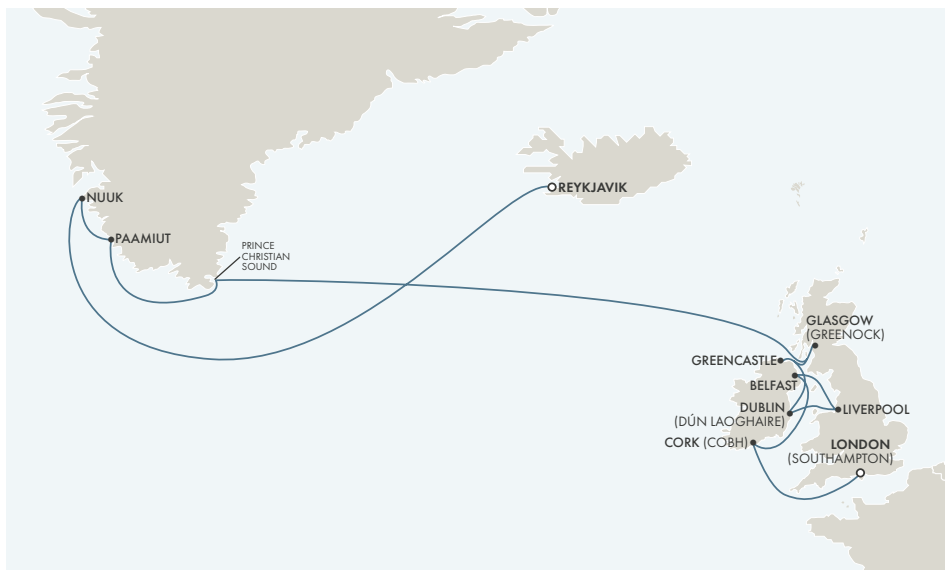 REYKJAVIK
NUUK
PAAMIUT
PRINCE
CHRISTIAN
SOUND
GLASGOW
(GREENOCK)
GREENCASTLE
BELFAST
DUBLIN
(DÚN LAOGHAIRE)
LIVERPOOL
CORK (COBH)
LONDON
(SOUTHAMPTON)